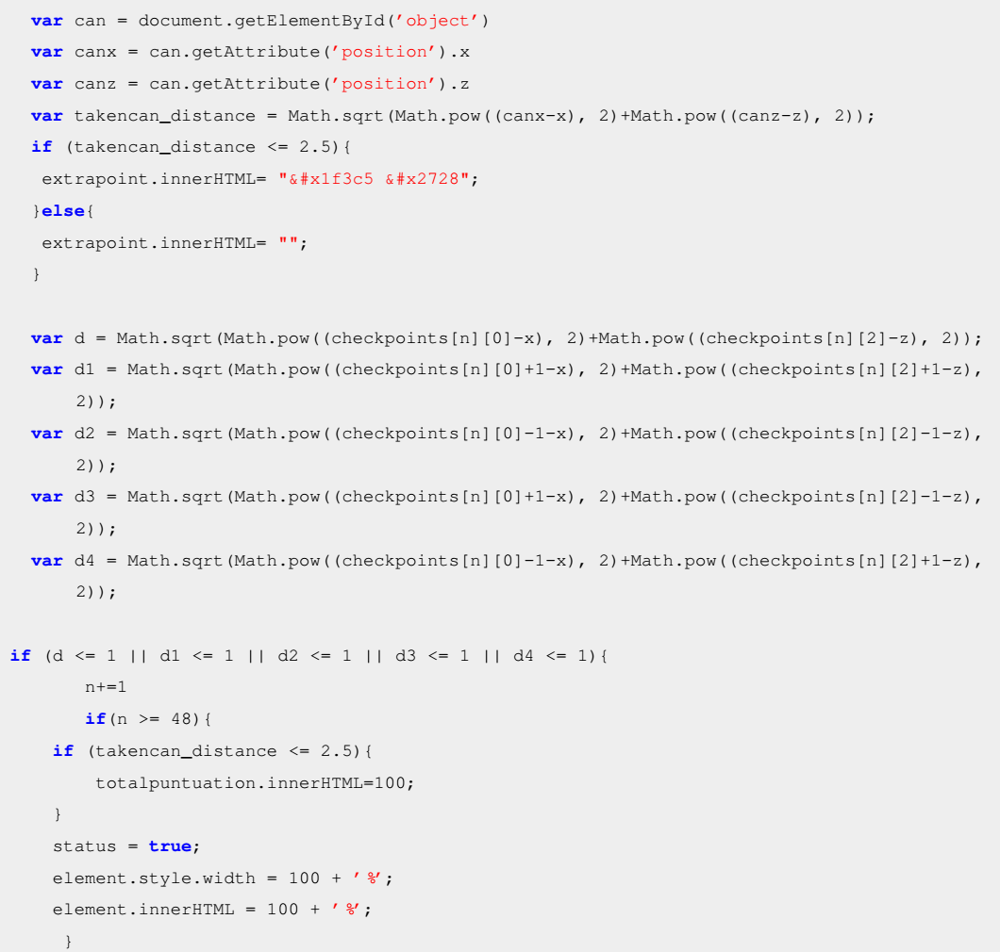 var can = document.getElementById('object')
var canx = can.getAttribute('position').x
var canz = can.getAttribute('position').z
var takencan_distance = Math.sqrt(Math.pow((canx-x), 2)+Math.pow((canz-z), 2));
if (takencan_distance <= 2.5){
extrapoint.innerHTML= "&#x1f3c5 &#x2728";
}else{
extrapoint.innerHTML= "";
}
var d = Math.sqrt(Math.pow((checkpoints[n][0]-x), 2)+Math.pow((checkpoints[n][2]-z), 2));
var d1 = Math.sqrt(Math.pow((checkpoints[n][0]+1-x), 2)+Math.pow((checkpoints[n][2]+1-z),
2));
var d2 = Math.sqrt(Math.pow((checkpoints[n][0]-1-x), 2)+Math.pow((checkpoints[n][2]-1-z),
2));
var d3 = Math.sqrt(Math.pow((checkpoints[n][0]+1-x), 2)+Math.pow((checkpoints[n][2]-1-z),
2));
var d4 = Math.sqrt(Math.pow((checkpoints[n][0]-1-x), 2)+Math.pow((checkpoints[n][2]+1-z),
2));
if (d <= 1 || d1 <= 1 || d2 <= 1 || d3 <= 1 || d4 <= 1){
n+=1
if(n >= 48){
if (takencan_distance <= 2.5){
totalpuntuation.innerHTML=100;
}
status = true;
element.style.width = 100 + '%';
element.innerHTML = 100 + '%';
}